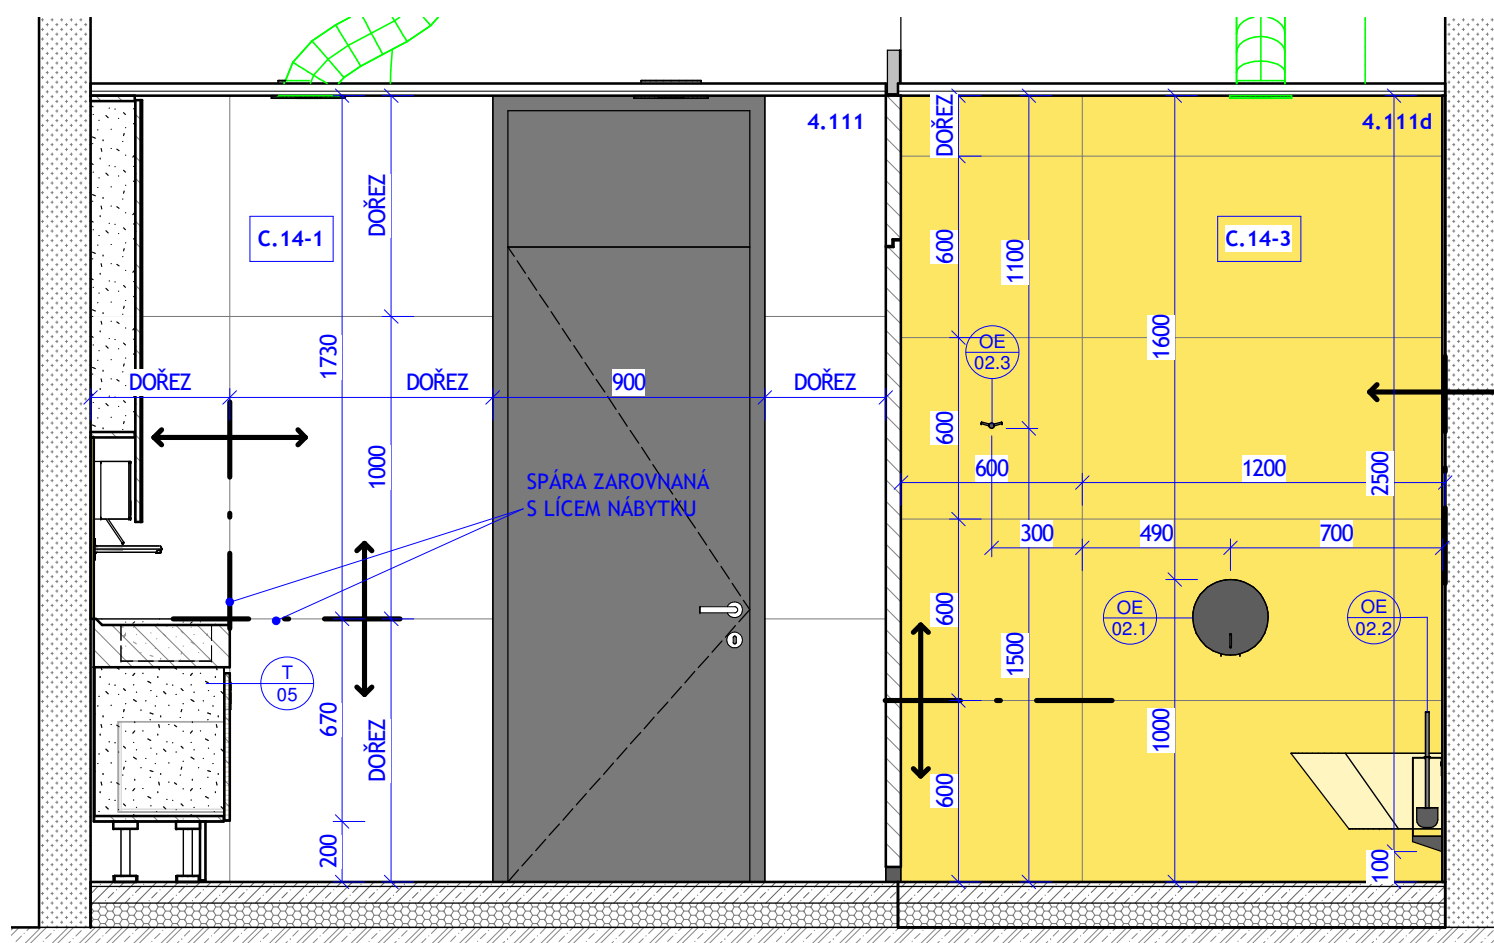 4.111
4.111d
DOŘEZ
DOŘEZ
C.14-1
C.14-3
600
1100
1600
1730
DOŘEZ
DOŘEZ
900
DOŘEZ
OE
02.3
600
1000
600
1200
2500
SPÁRA ZAROVNANÁ
S LÍCEM NÁBYTKU
300
490
700
OE
02.1
OE
02.2
600
1500
T
05
670
DOŘEZ
1000
600
200
100